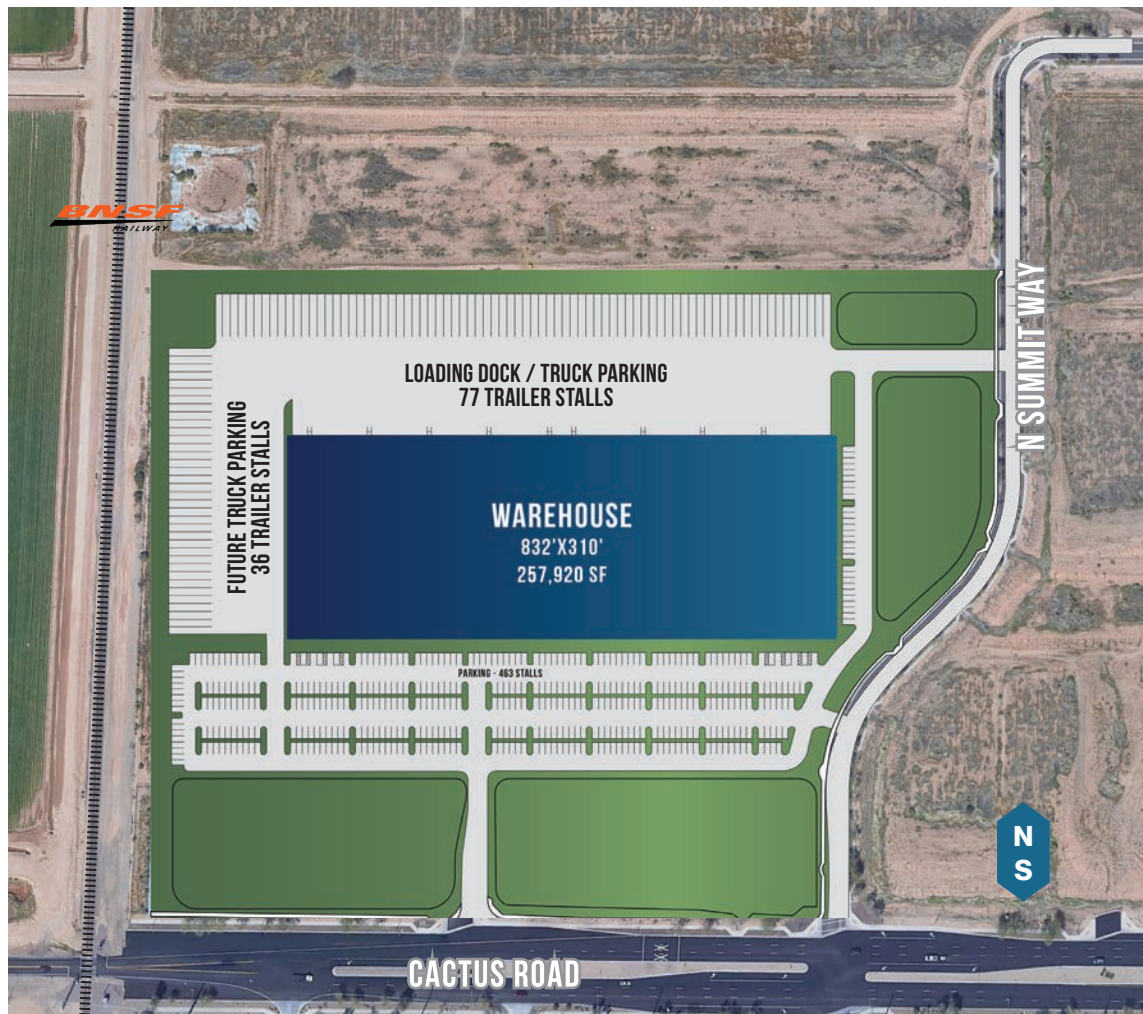 BNSF
RAILWAY
N SUMMIT WAY
LOADING DOCK / TRUCK PARKING
77 TRAILER STALLS
FUTURE TRUCK PARKING
36 TRAILER STALLS
WAREHOUSE
832'X310'
257,920 SF
PARKING - 463 STALLS
N
S
CACTUS ROAD